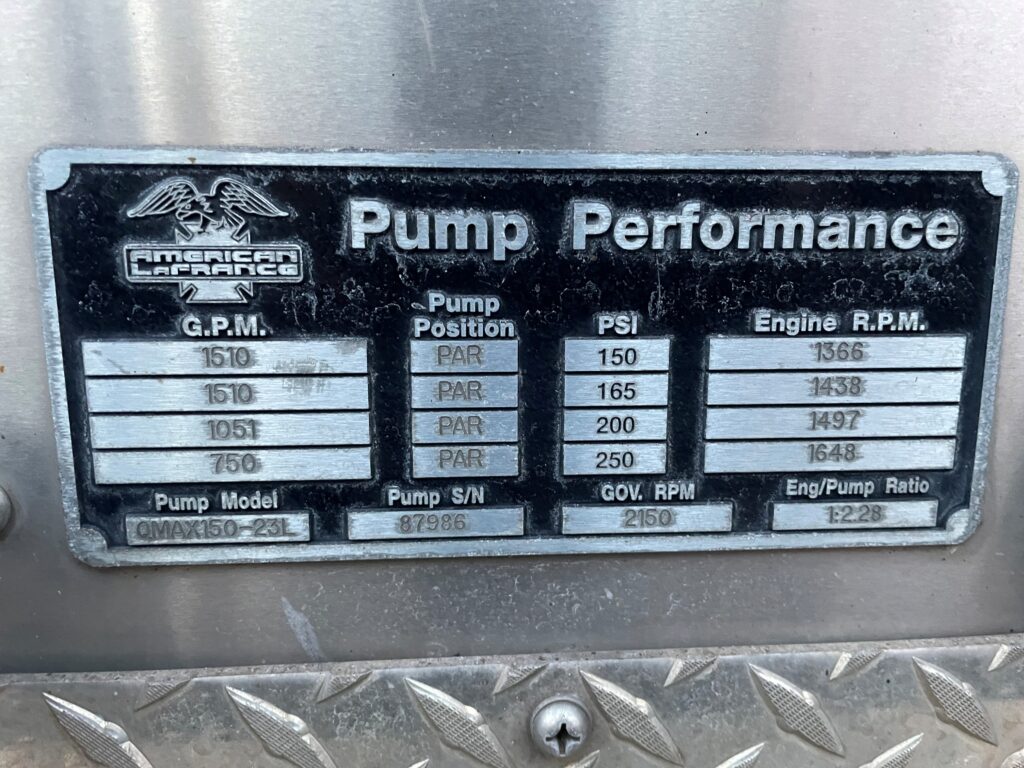 AMERICAN
LaFRANCE
Pump Performance
G.P.M. Pump Position PSI Engine R.P.M.
1510 PAR 150 1366
1510 PAR 165 1438
1051 PAR 200 1497
750 PAR 250 1648
Pump Model Pump S/N GOV. RPM Eng/Pump Ratio
QMAX150-23L 87986 2150 1:2.28